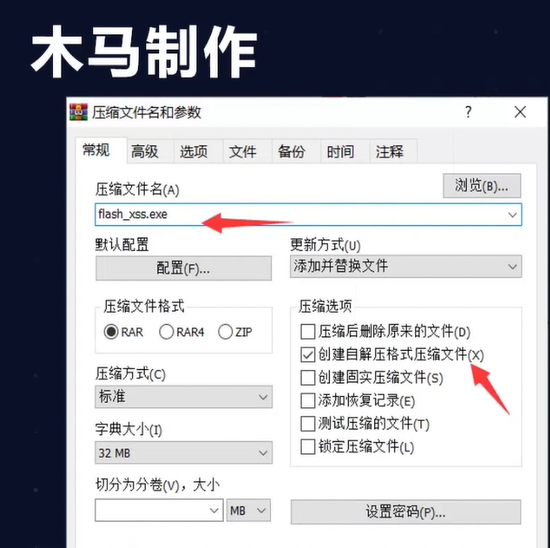 木马制作
压缩文件名和参数
常规 高级 选项 文件 备份 时间 注释
压缩文件名(A) 浏览(B)...
flash_xss.exe
默认配置 更新方式(U)
配置(F)... 添加并替换文件
压缩文件格式 压缩选项
RAR RAR4 ZIP 压缩后删除原来的文件(D)
创建自解压格式压缩文件(X)
压缩方式(C) 创建固实压缩文件(S)
标准 添加恢复记录(E)
字典大小(I) 测试压缩的文件(T)
32 MB 锁定压缩文件(L)
切分为分卷(V)，大小
MB 设置密码(P)...